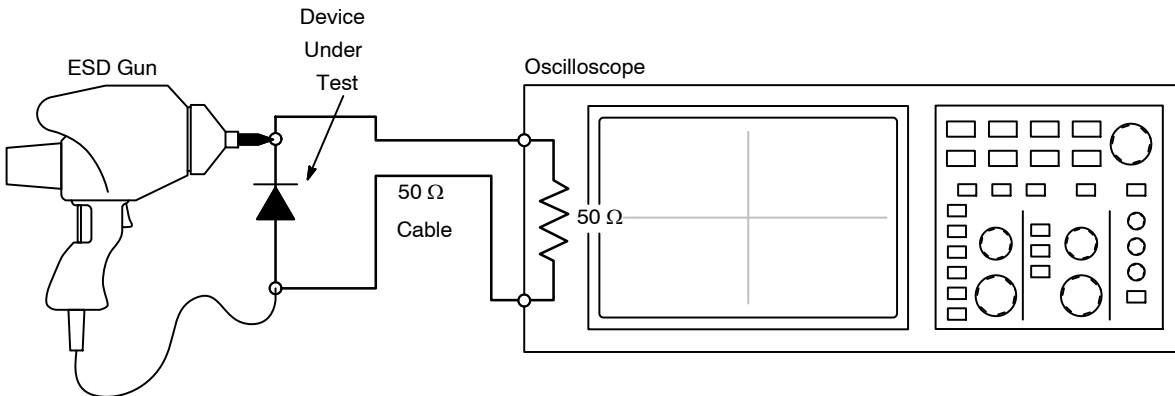 Device
Under
Test
ESD Gun
Oscilloscope
50 Ω
Cable
50 Ω